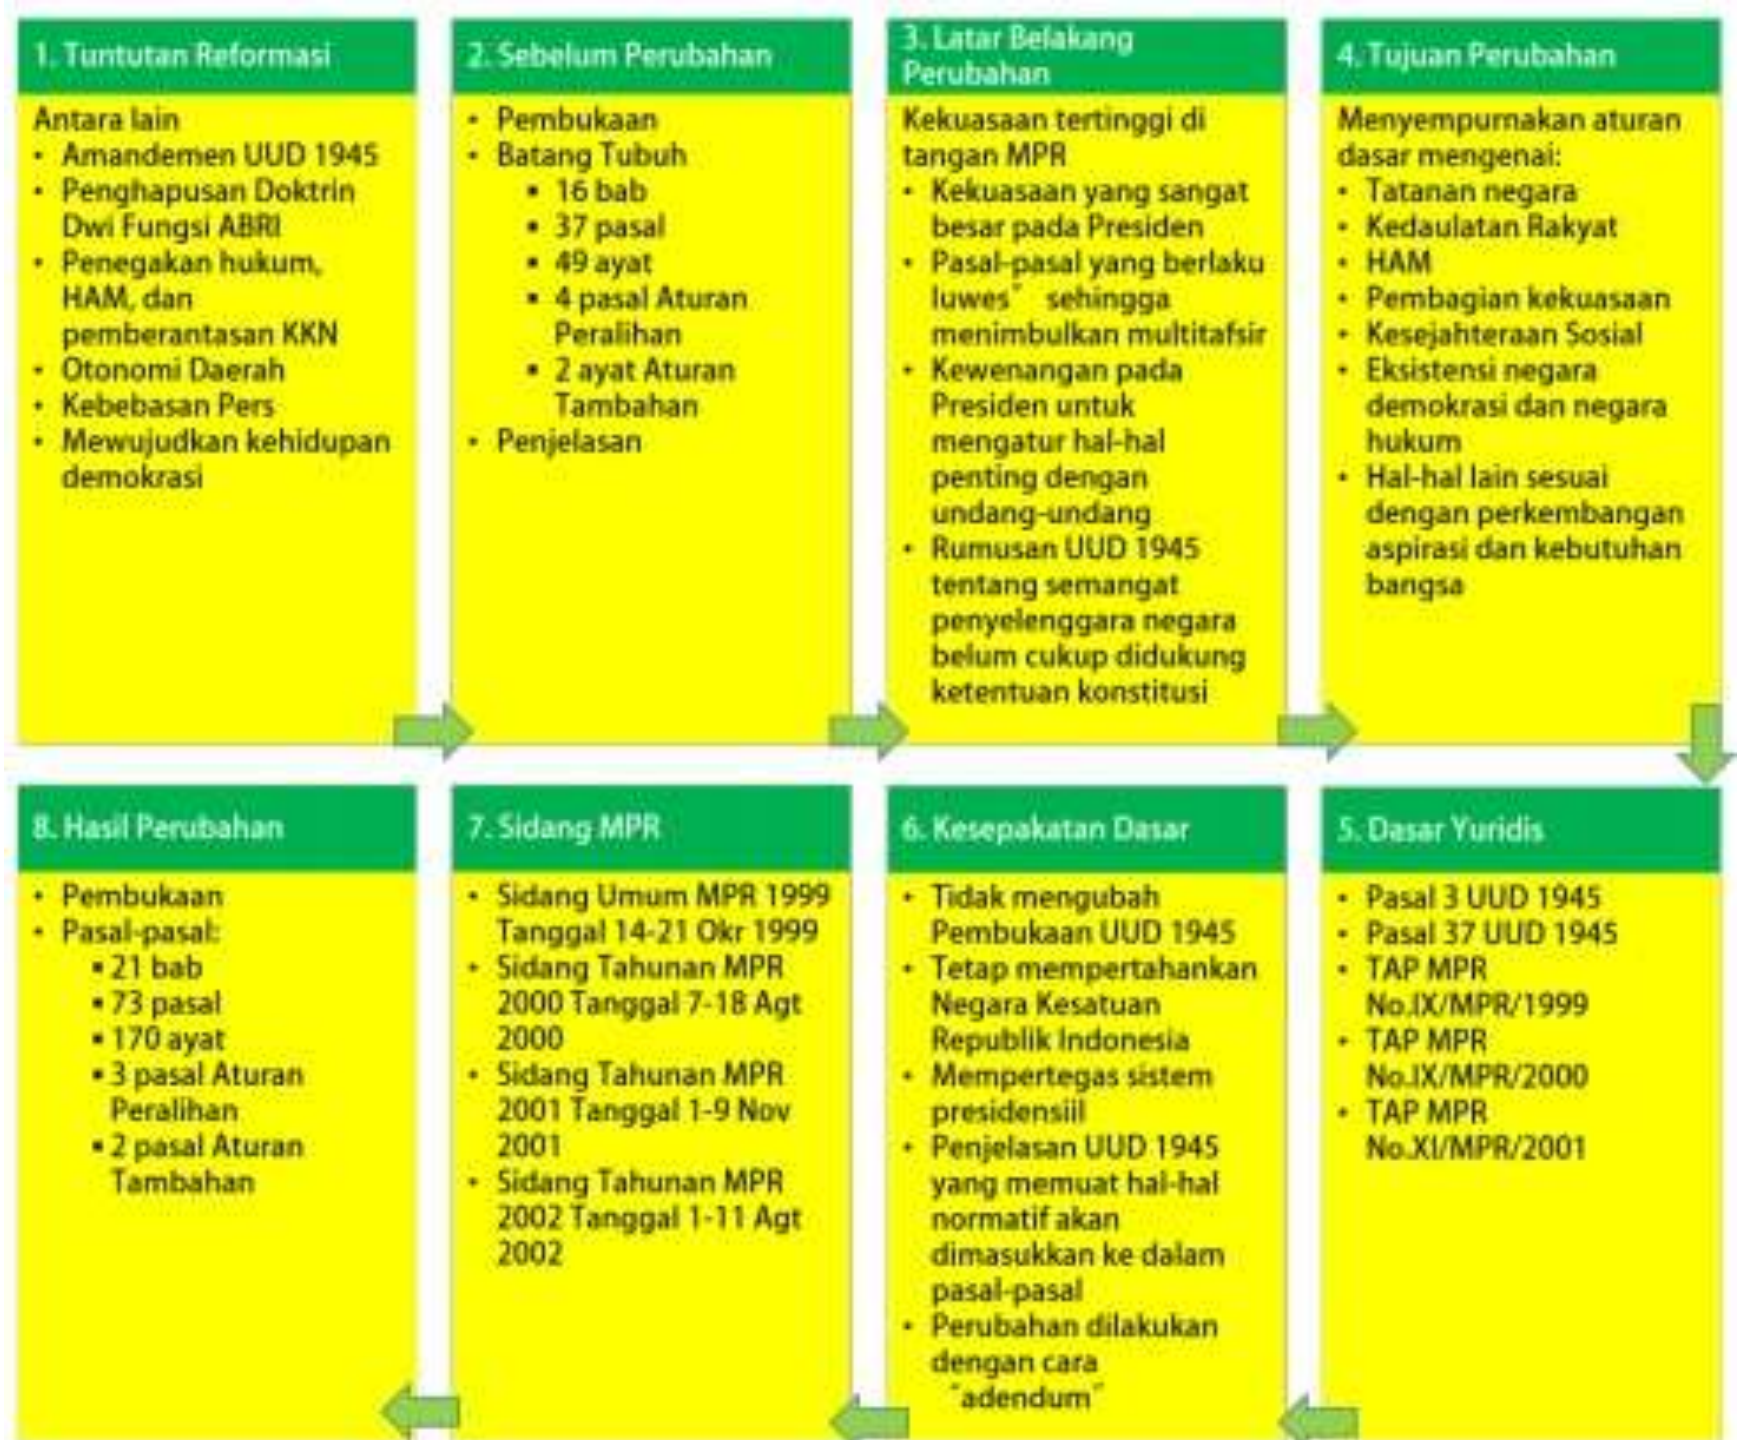 1. Tuntutan Reformasi
Antara lain
• Amandemen UUD 1945
• Penghapusan Doktrin
Dwi Fungsi ABRI
• Penegakan hukum,
HAM, dan
pemberantasan KKN
• Otonomi Daerah
• Kebebasan Pers
• Mewujudkan kehidupan
demokrasi
2. Sebelum Perubahan
• Pembukaan
• Batang Tubuh
▪ 16 bab
▪ 37 pasal
▪ 49 ayat
▪ 4 pasal Aturan
Peralihan
▪ 2 ayat Aturan
Tambahan
• Penjelasan
3. Latar Belakang
Perubahan
Kekuasaan tertinggi di
tangan MPR
• Kekuasaan yang sangat
besar pada Presiden
• Pasal-pasal yang berlaku
luwes" sehingga
menimbulkan multitafsir
• Kewenangan pada
Presiden untuk
mengatur hal-hal
penting dengan
undang-undang
• Rumusan UUD 1945
tentang semangat
penyelenggara negara
belum cukup didukung
ketentuan konstitusi
4. Tujuan Perubahan
Menyempurnakan aturan
dasar mengenai:
• Tatanan negara
• Kedaulatan Rakyat
• HAM
• Pembagian kekuasaan
• Kesejahteraan Sosial
• Eksistensi negara
demokrasi dan negara
hukum
• Hal-hal lain sesuai
dengan perkembangan
aspirasi dan kebutuhan
bangsa
5. Dasar Yuridis
• Pasal 3 UUD 1945
• Pasal 37 UUD 1945
• TAP MPR
No.IX/MPR/1999
• TAP MPR
No.IX/MPR/2000
• TAP MPR
No.XI/MPR/2001
6. Kesepakatan Dasar
• Tidak mengubah
Pembukaan UUD 1945
• Tetap mempertahankan
Negara Kesatuan
Republik Indonesia
• Mempertegas sistem
presidensiil
• Penjelasan UUD 1945
yang memuat hal-hal
normatif akan
dimasukkan ke dalam
pasal-pasal
• Perubahan dilakukan
dengan cara
"adendum"
7. Sidang MPR
• Sidang Umum MPR 1999
Tanggal 14-21 Okr 1999
• Sidang Tahunan MPR
2000 Tanggal 7-18 Agt
2000
• Sidang Tahunan MPR
2001 Tanggal 1-9 Nov
2001
• Sidang Tahunan MPR
2002 Tanggal 1-11 Agt
2002
8. Hasil Perubahan
• Pembukaan
• Pasal-pasal:
▪ 21 bab
▪ 73 pasal
▪ 170 ayat
▪ 3 pasal Aturan
Peralihan
▪ 2 pasal Aturan
Tambahan